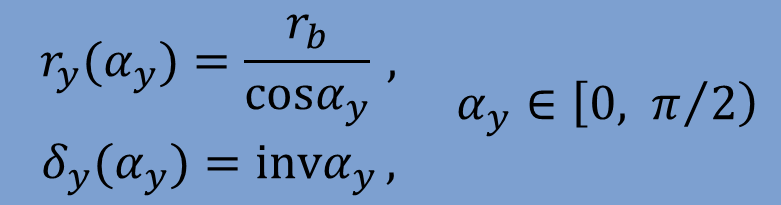 r_y(α_y) = r_b / cosα_y ,
α_y ∈ [0, π/2)
δ_y(α_y) = invα_y ,